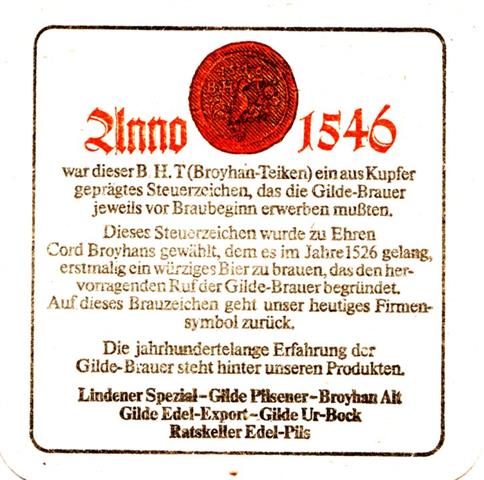 Anno 1546
war dieser B. H. T (Broyhan-Teiken) ein aus Kupfer
geprägtes Steuerzeichen, das die Gilde-Brauer
jeweils vor Braubeginn erwerben mußten.
Dieses Steuerzeichen wurde zu Ehren
Cord Broyhans gewählt, dem es im Jahre 1526 gelang,
erstmalig ein würziges Bier zu brauen, das den her-
vorragenden Ruf der Gilde-Brauer begründet.
Auf dieses Brauzeichen geht unser heutiges Firmen-
symbol zurück.
Die jahrhundertelange Erfahrung der
Gilde-Brauer steht hinter unseren Produkten.
Lindener Spezial-Gilde Pilsener-Broyhan Alt
Gilde Edel-Export-Gilde Ur-Bock
Ratskeller Edel-Pils